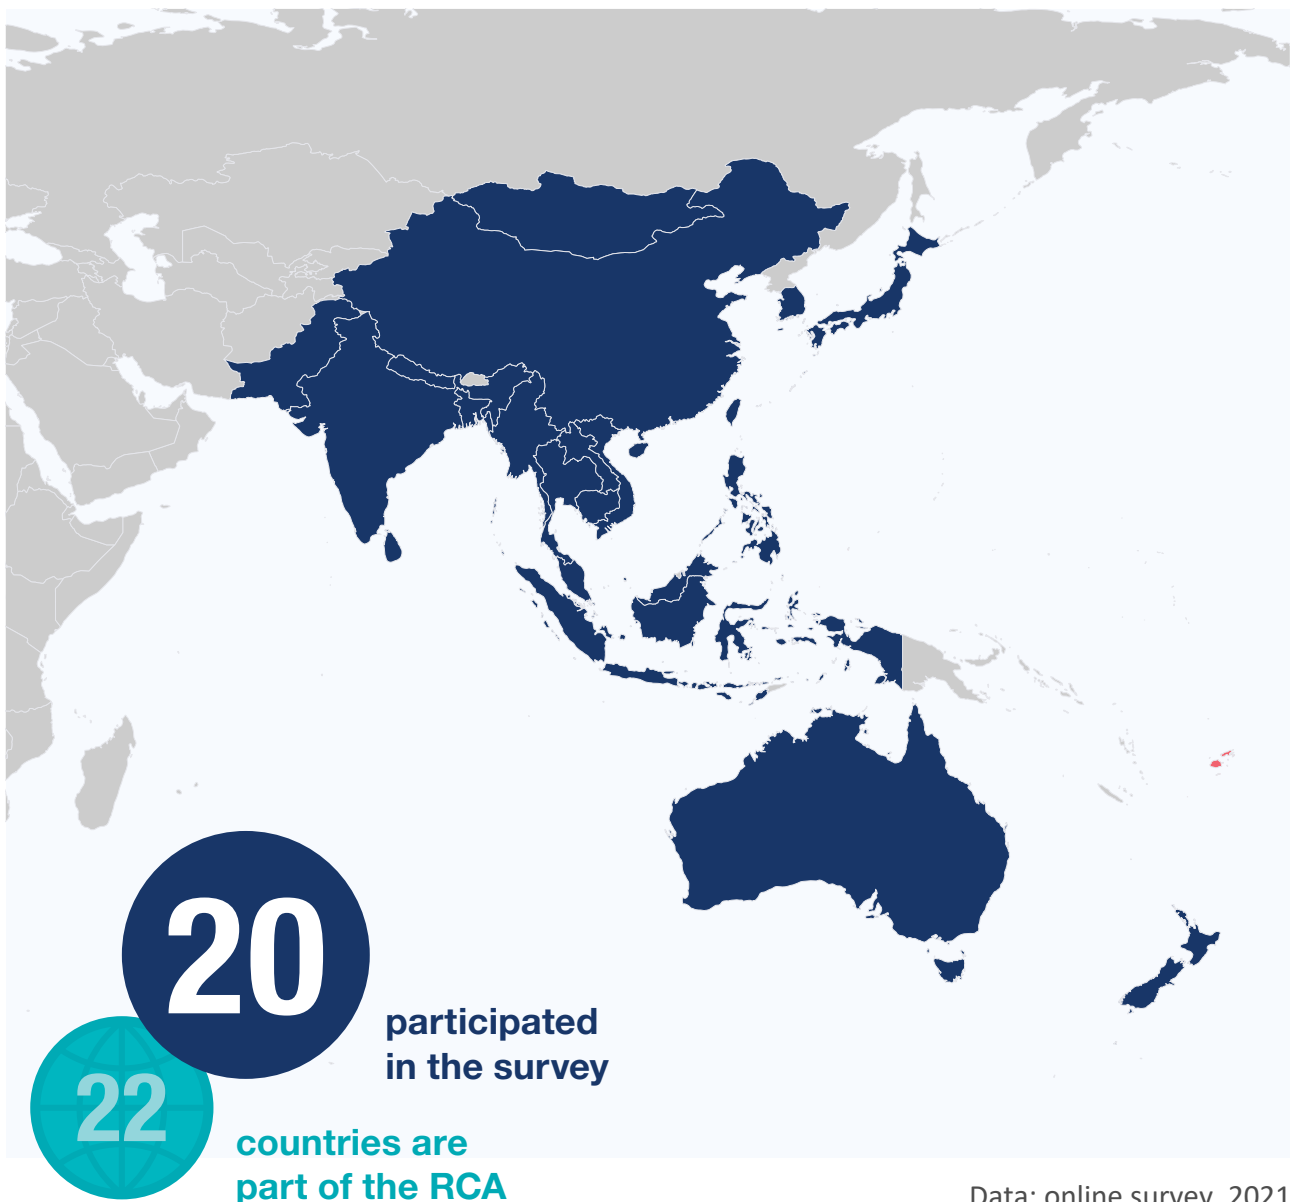 20
participated
in the survey
22
countries are
part of the RCA
Data: online survey, 2021